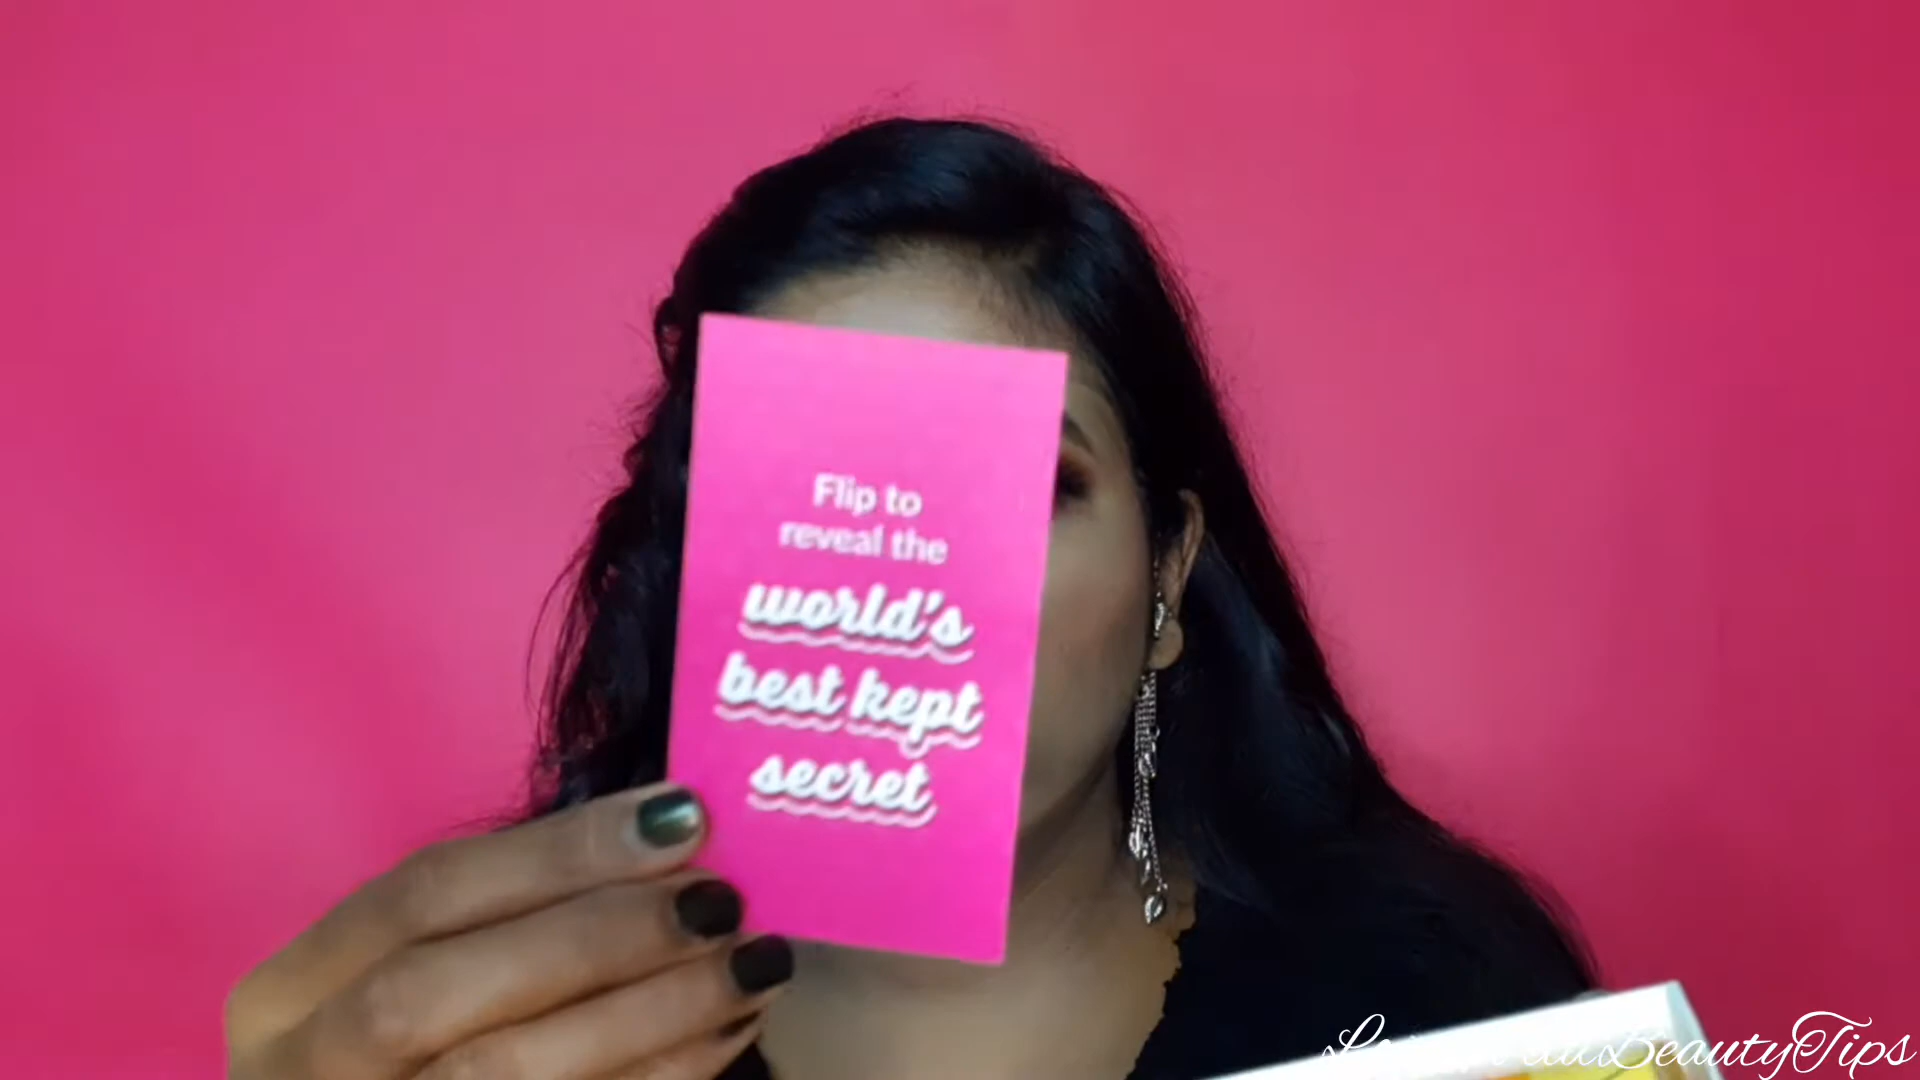 Flip to
reveal the
world's
best kept
secret
BeautyTips